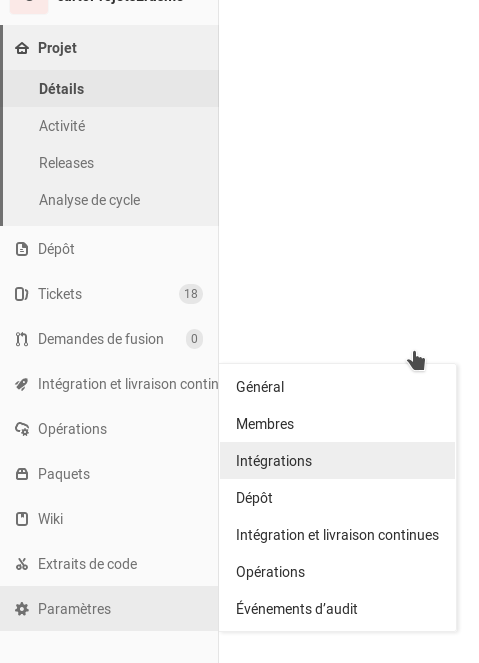 Projet
Détails
Activité
Releases
Analyse de cycle
Dépôt
Tickets 18
Demandes de fusion 0
Intégration et livraison contin
Opérations
Paquets
Wiki
Extraits de code
Paramètres
Général
Membres
Intégrations
Dépôt
Intégration et livraison continues
Opérations
Événements d’audit